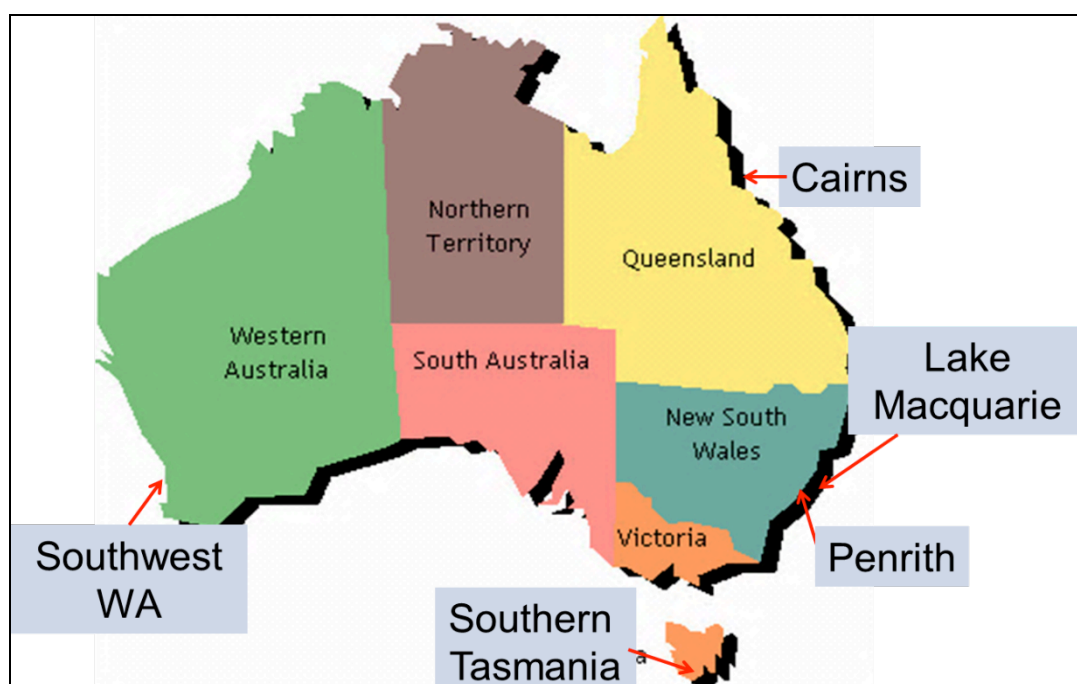 Cairns
Northern
Territory
Queensland
Western
Australia
South Australia
Lake
Macquarie
New South
Wales
Southwest
WA
Victoria
Penrith
Southern
Tasmania
a